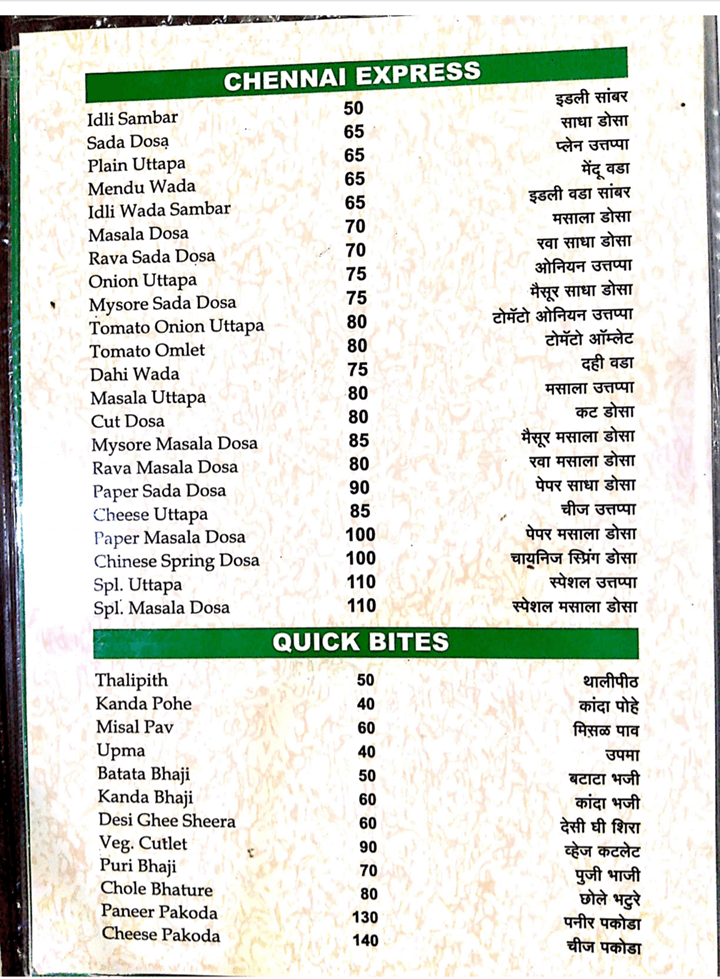 CHENNAI EXPRESS
Idli Sambar 50 इडली सांबर
Sada Dosa 65 साधा डोसा
Plain Uttapa 65 प्लेन उत्तप्पा
Mendu Wada 65 मेंदू वडा
Idli Wada Sambar 65 इडली वडा सांबर
Masala Dosa 70 मसाला डोसा
Rava Sada Dosa 70 रवा साधा डोसा
Onion Uttapa 75 ओनियन उत्तप्पा
Mysore Sada Dosa 75 मैसूर साधा डोसा
Tomato Onion Uttapa 80 टोमॅटो ओनियन उत्तप्पा
Tomato Omlet 80 टोमॅटो ऑम्लेट
Dahi Wada 75 दही वडा
Masala Uttapa 80 मसाला उत्तप्पा
Cut Dosa 80 कट डोसा
Mysore Masala Dosa 85 मैसूर मसाला डोसा
Rava Masala Dosa 80 रवा मसाला डोसा
Paper Sada Dosa 90 पेपर साधा डोसा
Cheese Uttapa 85 चीज उत्तप्पा
Paper Masala Dosa 100 पेपर मसाला डोसा
Chinese Spring Dosa 100 चायनिज स्प्रिंग डोसा
Spl. Uttapa 110 स्पेशल उत्तप्पा
Spl. Masala Dosa 110 स्पेशल मसाला डोसा
QUICK BITES
Thalipith 50 थालीपीठ
Kanda Pohe 40 कांदा पोहे
Misal Pav 60 मिसळ पाव
Upma 40 उपमा
Batata Bhaji 50 बटाटा भजी
Kanda Bhaji 60 कांदा भजी
Desi Ghee Sheera 60 देसी घी शिरा
Veg. Cutlet 90 व्हेज कटलेट
Puri Bhaji 70 पुजी भाजी
Chole Bhature 80 छोले भटुरे
Paneer Pakoda 130 पनीर पकोडा
Cheese Pakoda 140 चीज पकोडा